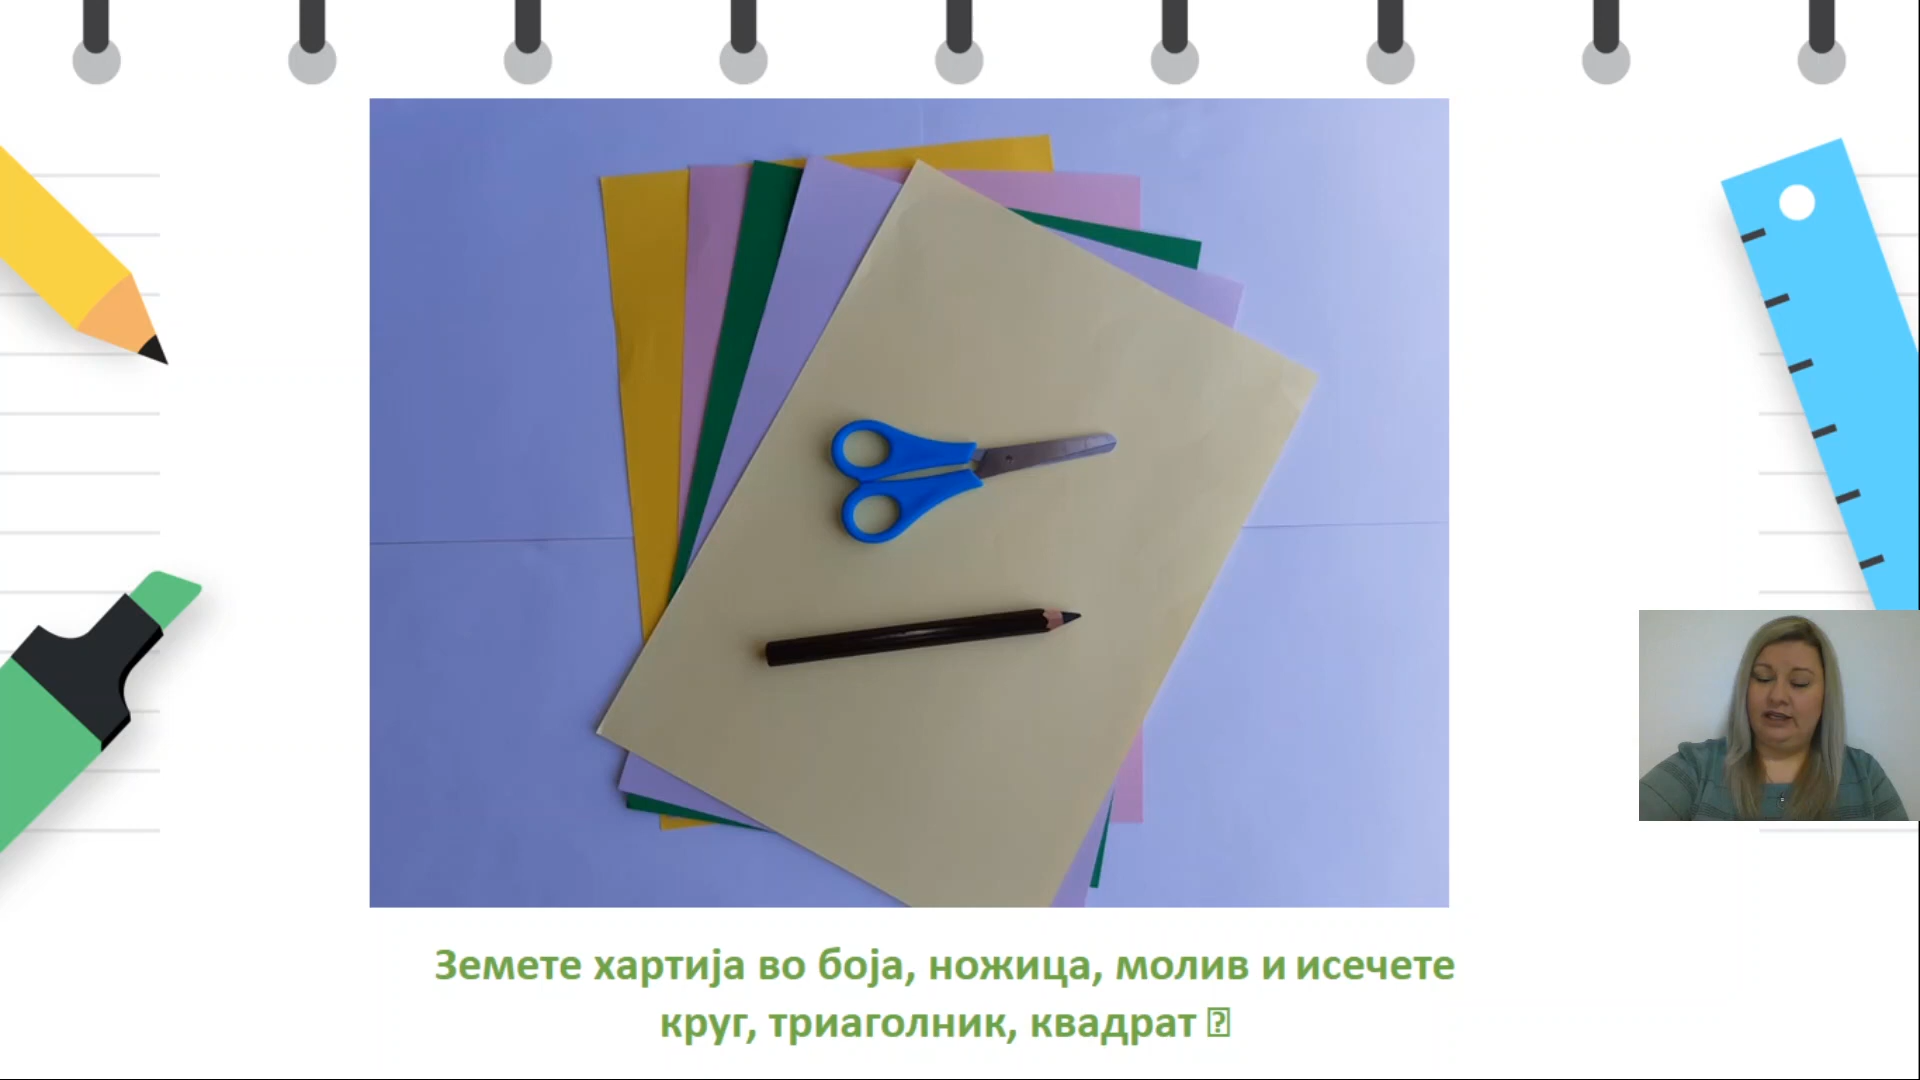 Земете хартија во боја, ножица, молив и исечете
круг, триаголник, квадрат